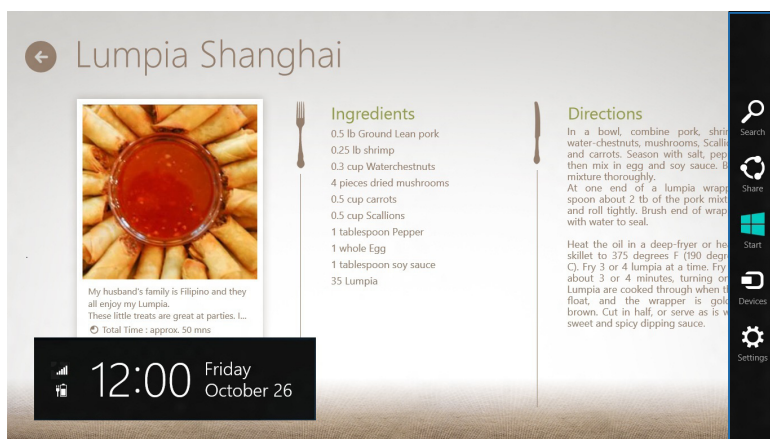 Lumpia Shanghai
My husband's family is Filipino and they
all enjoy my Lumpia.
These little treats are great at parties. I...
Total Time : approx. 50 mns
Ingredients
0.5 lb Ground Lean pork
0.25 lb shrimp
0.3 cup Waterchestnuts
4 pieces dried mushrooms
0.5 cup carrots
0.5 cup Scallions
1 tablespoon Pepper
1 whole Egg
1 tablespoon soy sauce
35 Lumpia
Directions
In a bowl, combine pork,
water-chestnuts, mushrooms,
and carrots. Season with salt,
then mix in egg and soy sauce.
mixture thoroughly.
At one end of a lumpia
spoon about 2 tb of the pork
and roll tightly. Brush end of
with water to seal.
Heat the oil in a deep-fryer or
skillet to 375 degrees F (190
C). Fry 3 or 4 lumpia at a time. Fry
about 3 or 4 minutes, turning
Lumpia are cooked through when
float, and the wrapper is
brown. Cut in half, or serve as is
sweet and spicy dipping sauce.
Search
Share
Start
Devices
Settings
12:00
Friday
October 26